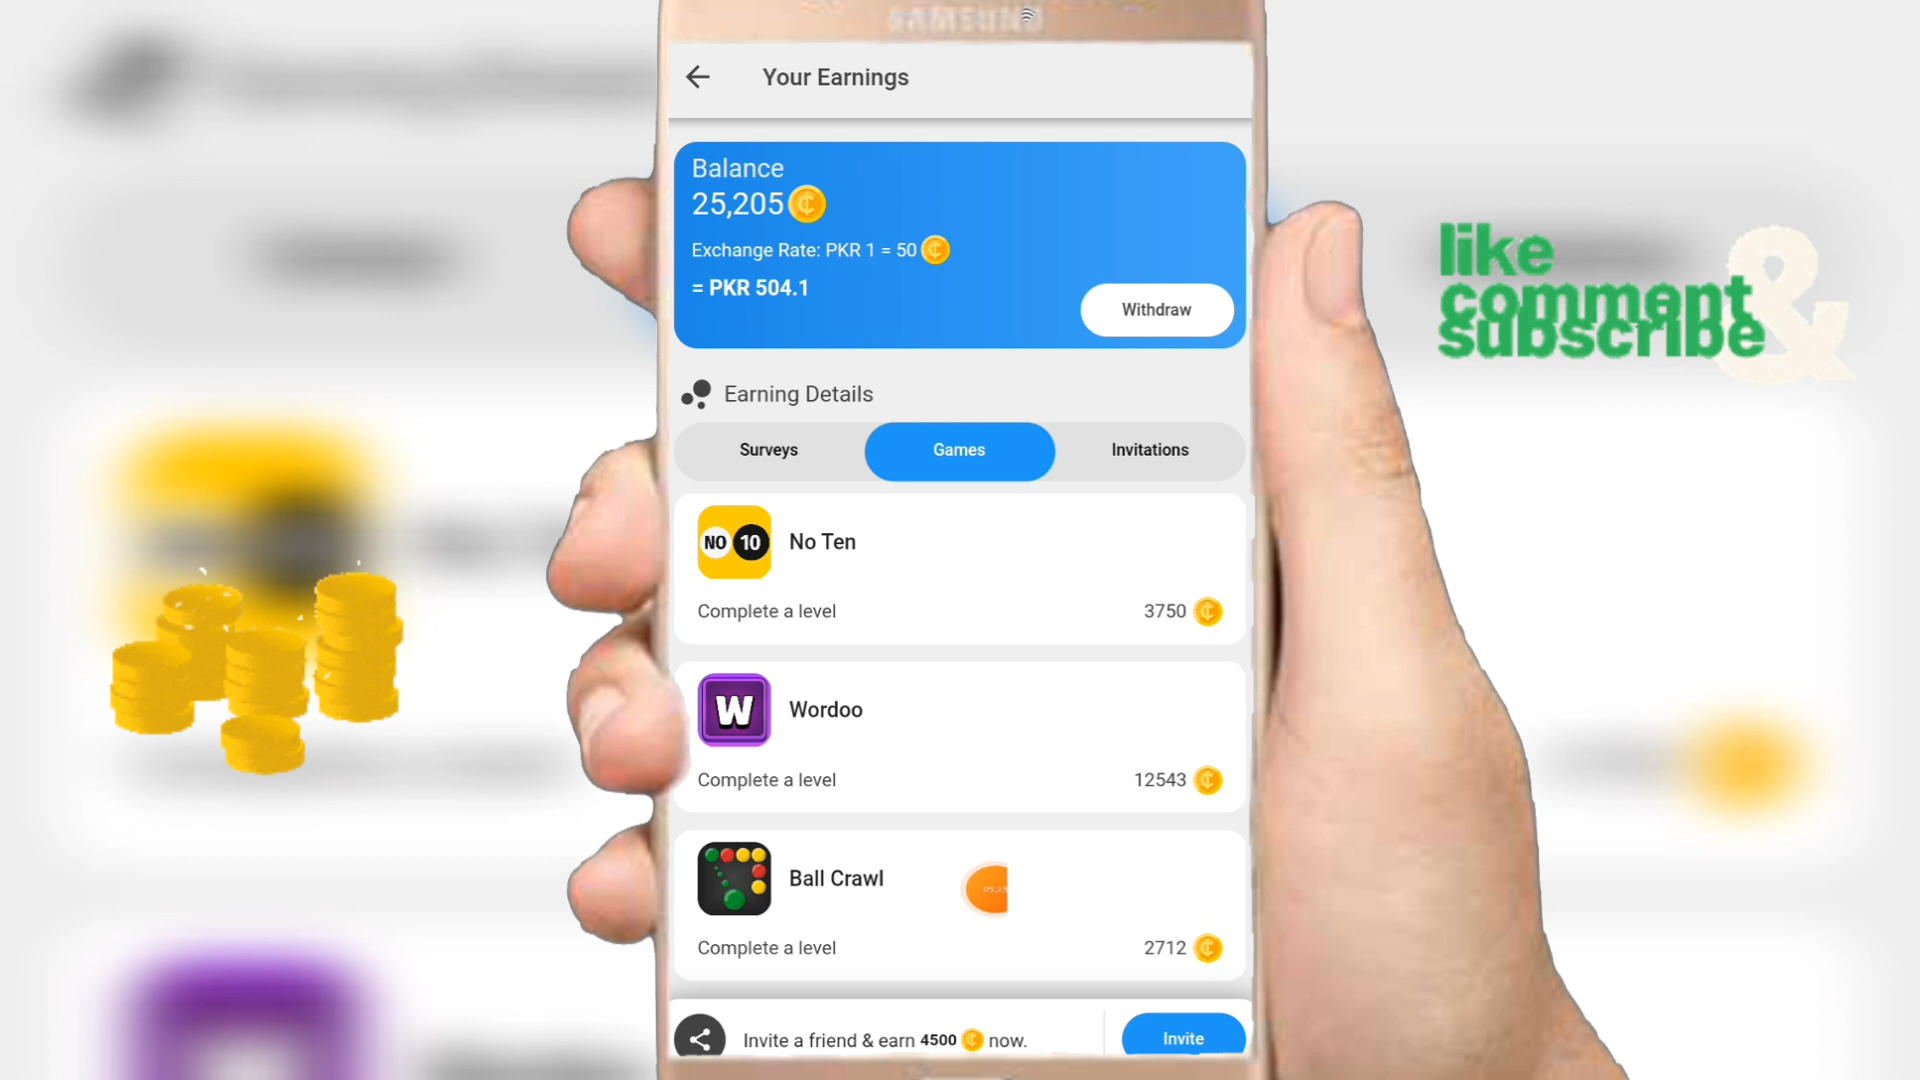 SAMSUNG
Your Earnings
Balance
25,205
Exchange Rate: PKR 1 = 50
= PKR 504.1
Withdraw
Earning Details
Surveys
Games
Invitations
NO 10
No Ten
Complete a level
3750
W
Wordoo
Complete a level
12543
Ball Crawl
Complete a level
2712
Invite a friend & earn 4500 now.
Invite
like
comment
&
subscribe